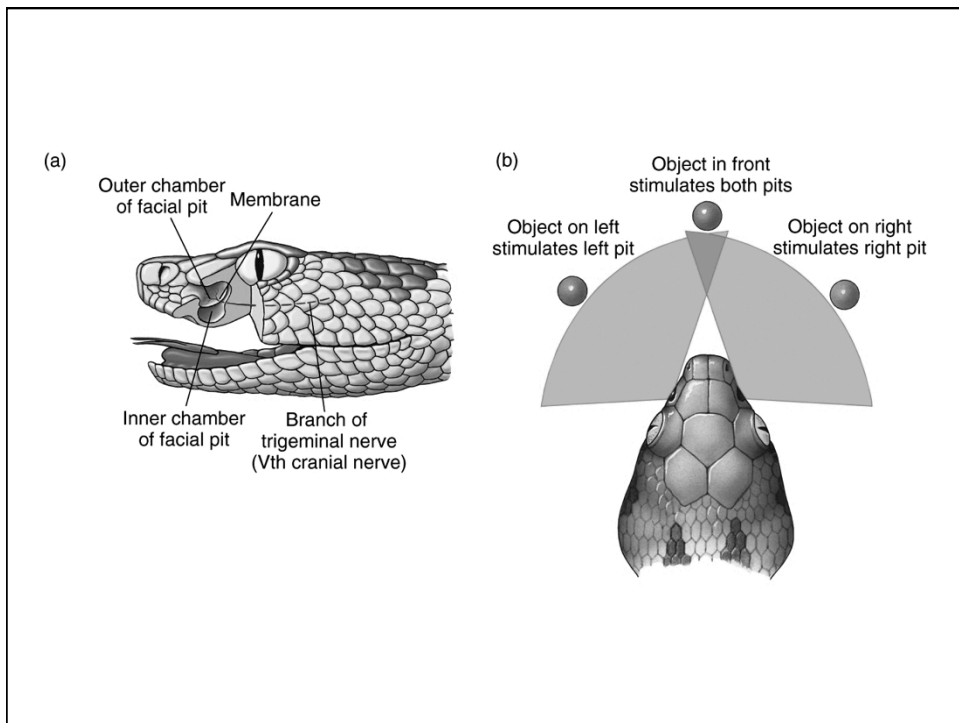 (a)
Outer chamber
of facial pit
Membrane
Inner chamber
of facial pit
Branch of
trigeminal nerve
(Vth cranial nerve)
(b)
Object in front
stimulates both pits
Object on left
stimulates left pit
Object on right
stimulates right pit